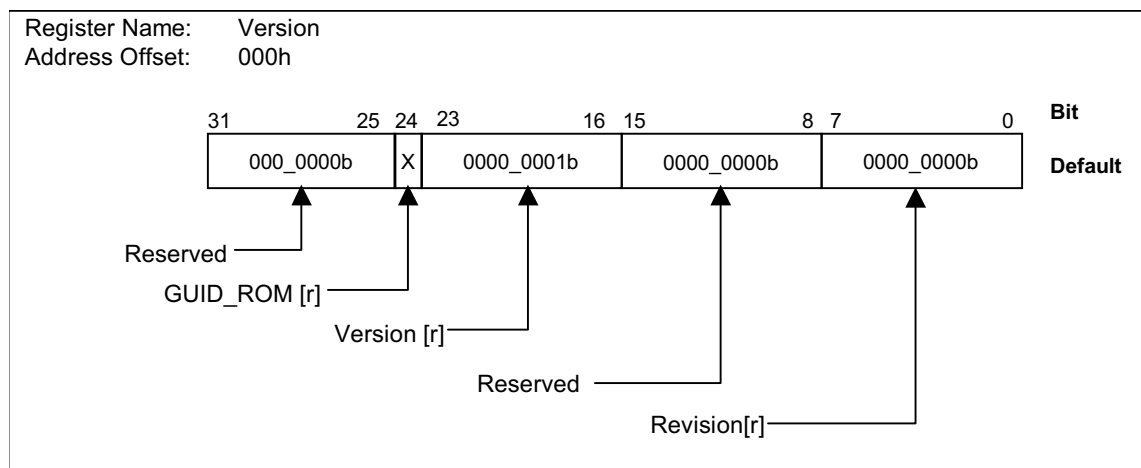 Register Name: Version
Address Offset: 000h
31 25 24 23 16 15 8 7 0 Bit
000_0000b X 0000_0001b 0000_0000b 0000_0000b Default
Reserved
GUID_ROM [r]
Version [r]
Reserved
Revision[r]